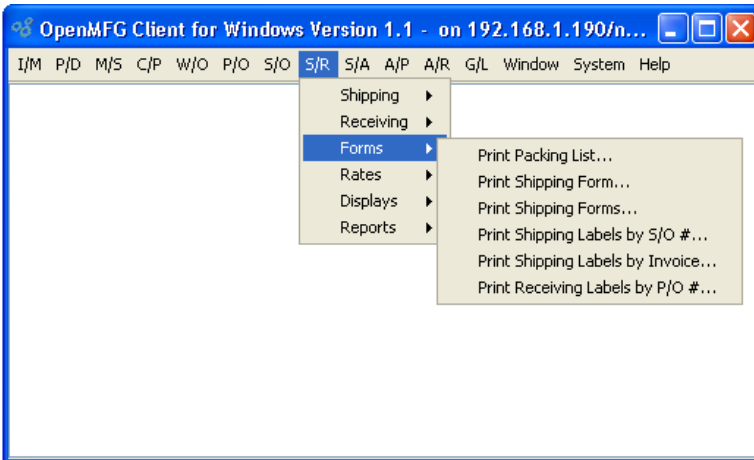 OpenMFG Client for Windows Version 1.1 - on 192.168.1.190/n...
I/M P/D M/S C/P W/O P/O S/O S/R S/A A/P A/R G/L Window System Help
Shipping
Receiving
Forms
Rates
Displays
Reports
Print Packing List...
Print Shipping Form...
Print Shipping Forms...
Print Shipping Labels by S/O #...
Print Shipping Labels by Invoice...
Print Receiving Labels by P/O #...